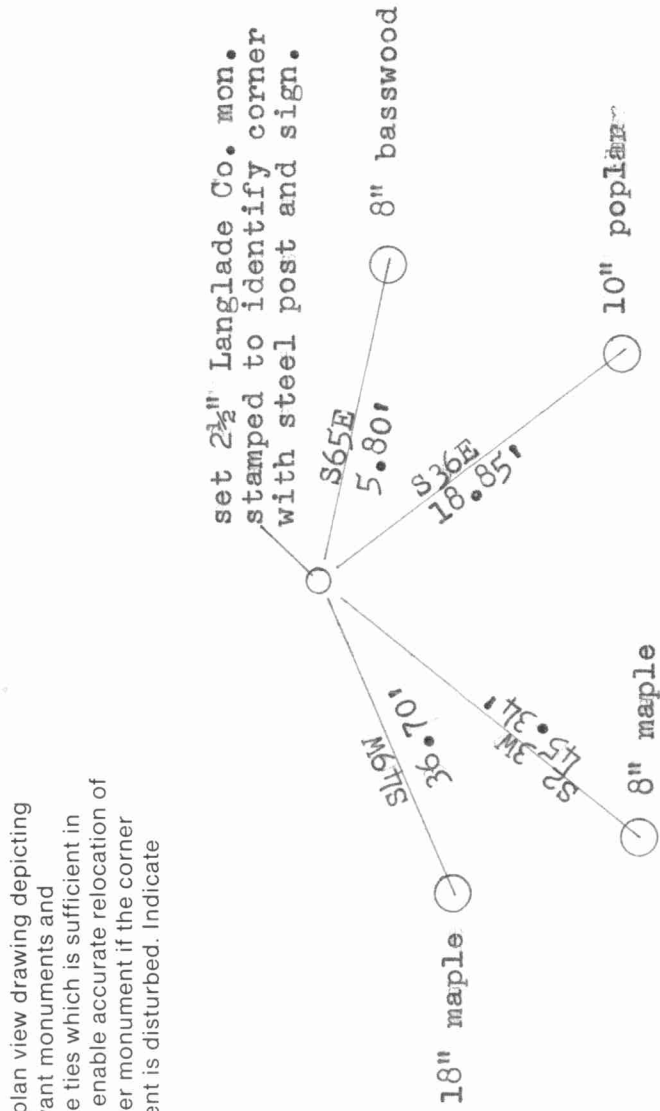 plan view drawing depicting
ant monuments and
e ties which is sufficient in
enable accurate relocation of
er monument if the corner
ent is disturbed. Indicate
set 2½" Langlade Co. mon.
stamped to identify corner
with steel post and sign.
S65E
5.80'
8" basswood
S36E
18.85'
10" poplar
S49W
36.70'
18" maple
S23W
45.34'
8" maple